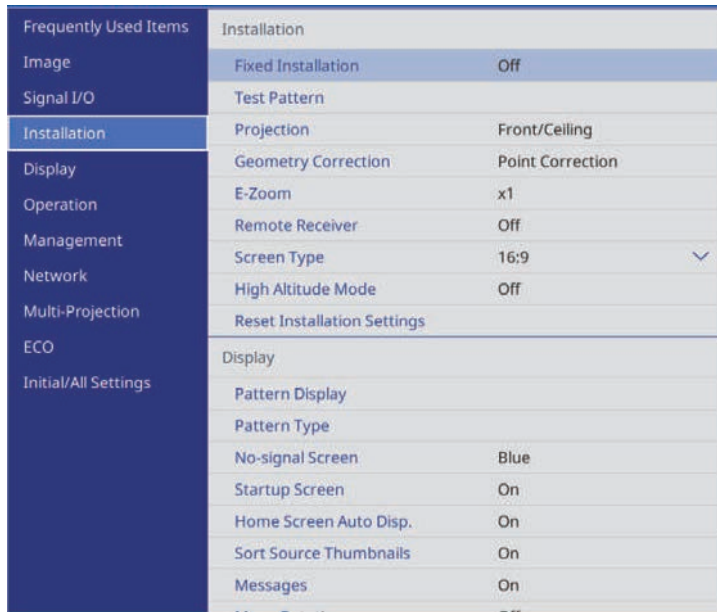 Frequently Used Items
Image
Signal I/O
Installation
Display
Operation
Management
Network
Multi-Projection
ECO
Initial/All Settings
Installation
Fixed Installation Off
Test Pattern
Projection Front/Ceiling
Geometry Correction Point Correction
E-Zoom x1
Remote Receiver Off
Screen Type 16:9
High Altitude Mode Off
Reset Installation Settings
Display
Pattern Display
Pattern Type
No-signal Screen Blue
Startup Screen On
Home Screen Auto Disp. On
Sort Source Thumbnails On
Messages On